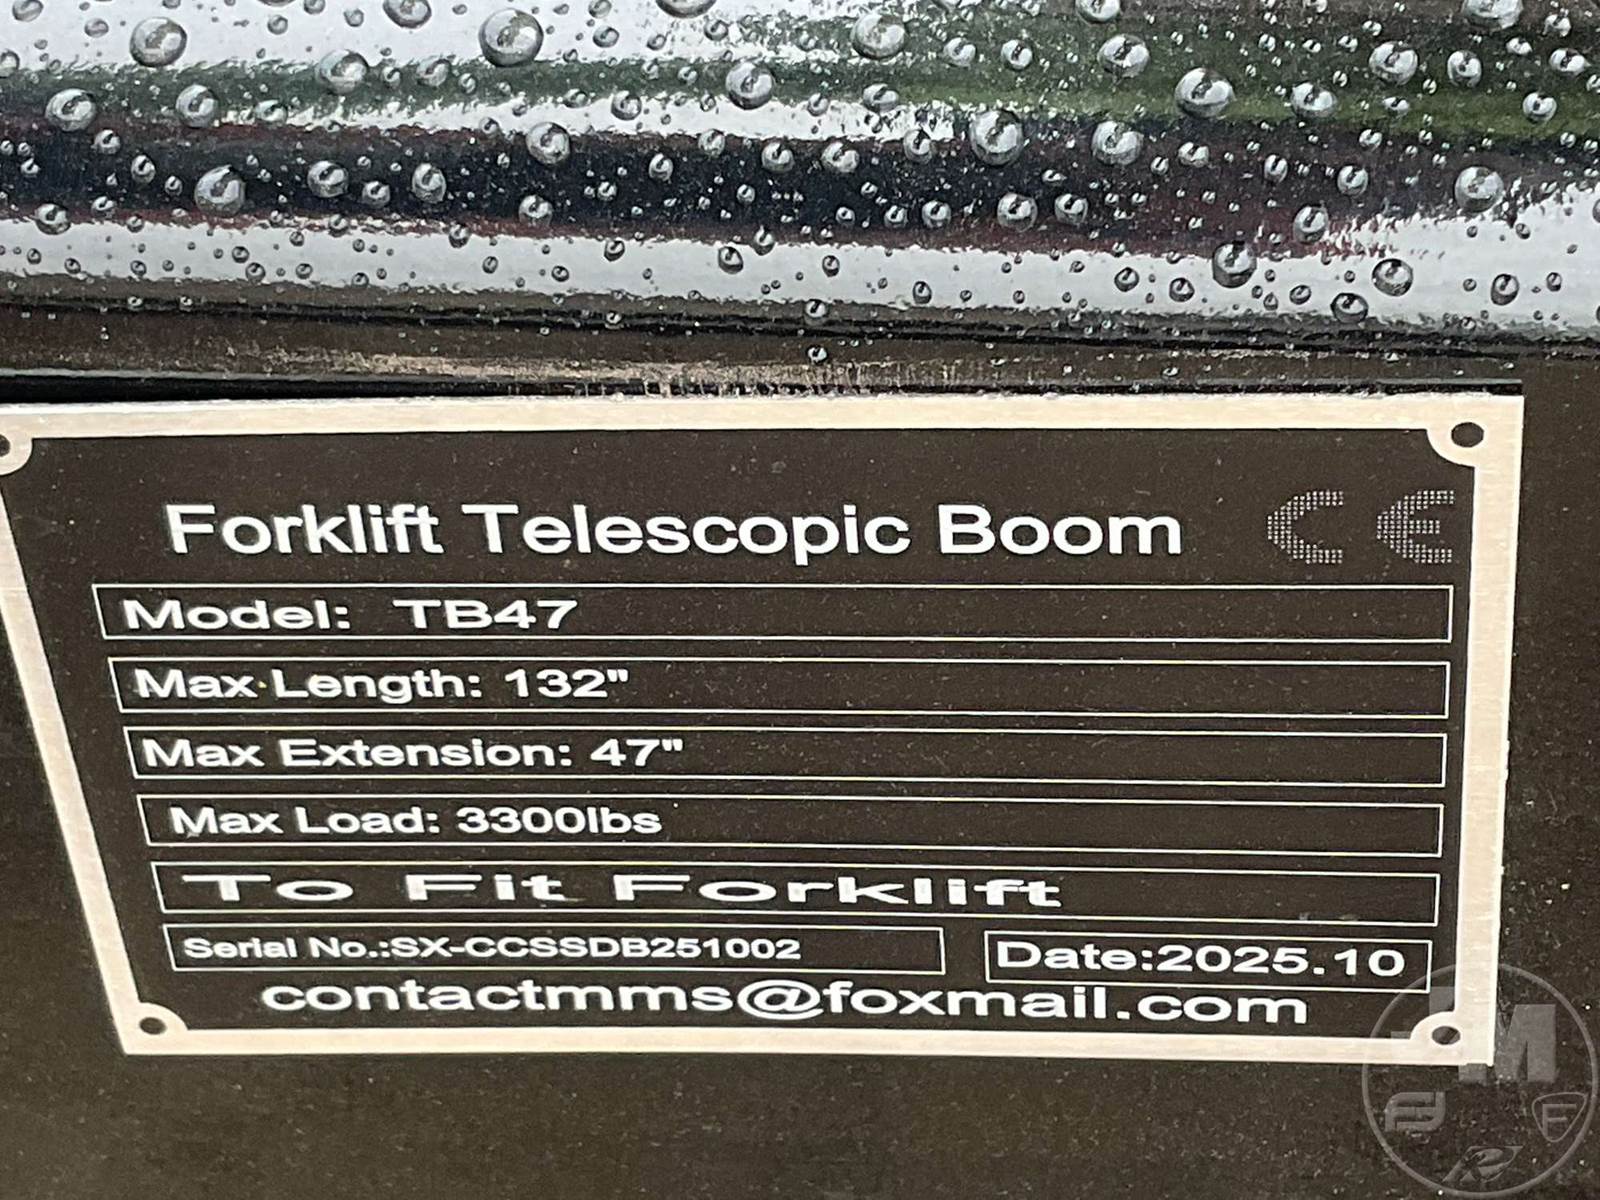 Forklift Telescopic Boom CE
Model: TB47
Max Length: 132"
Max Extension: 47"
Max Load: 3300lbs
To Fit Forklift
Serial No.:SX-CCSSDB251002 Date:2025.10
contactmms@foxmail.com
M
F